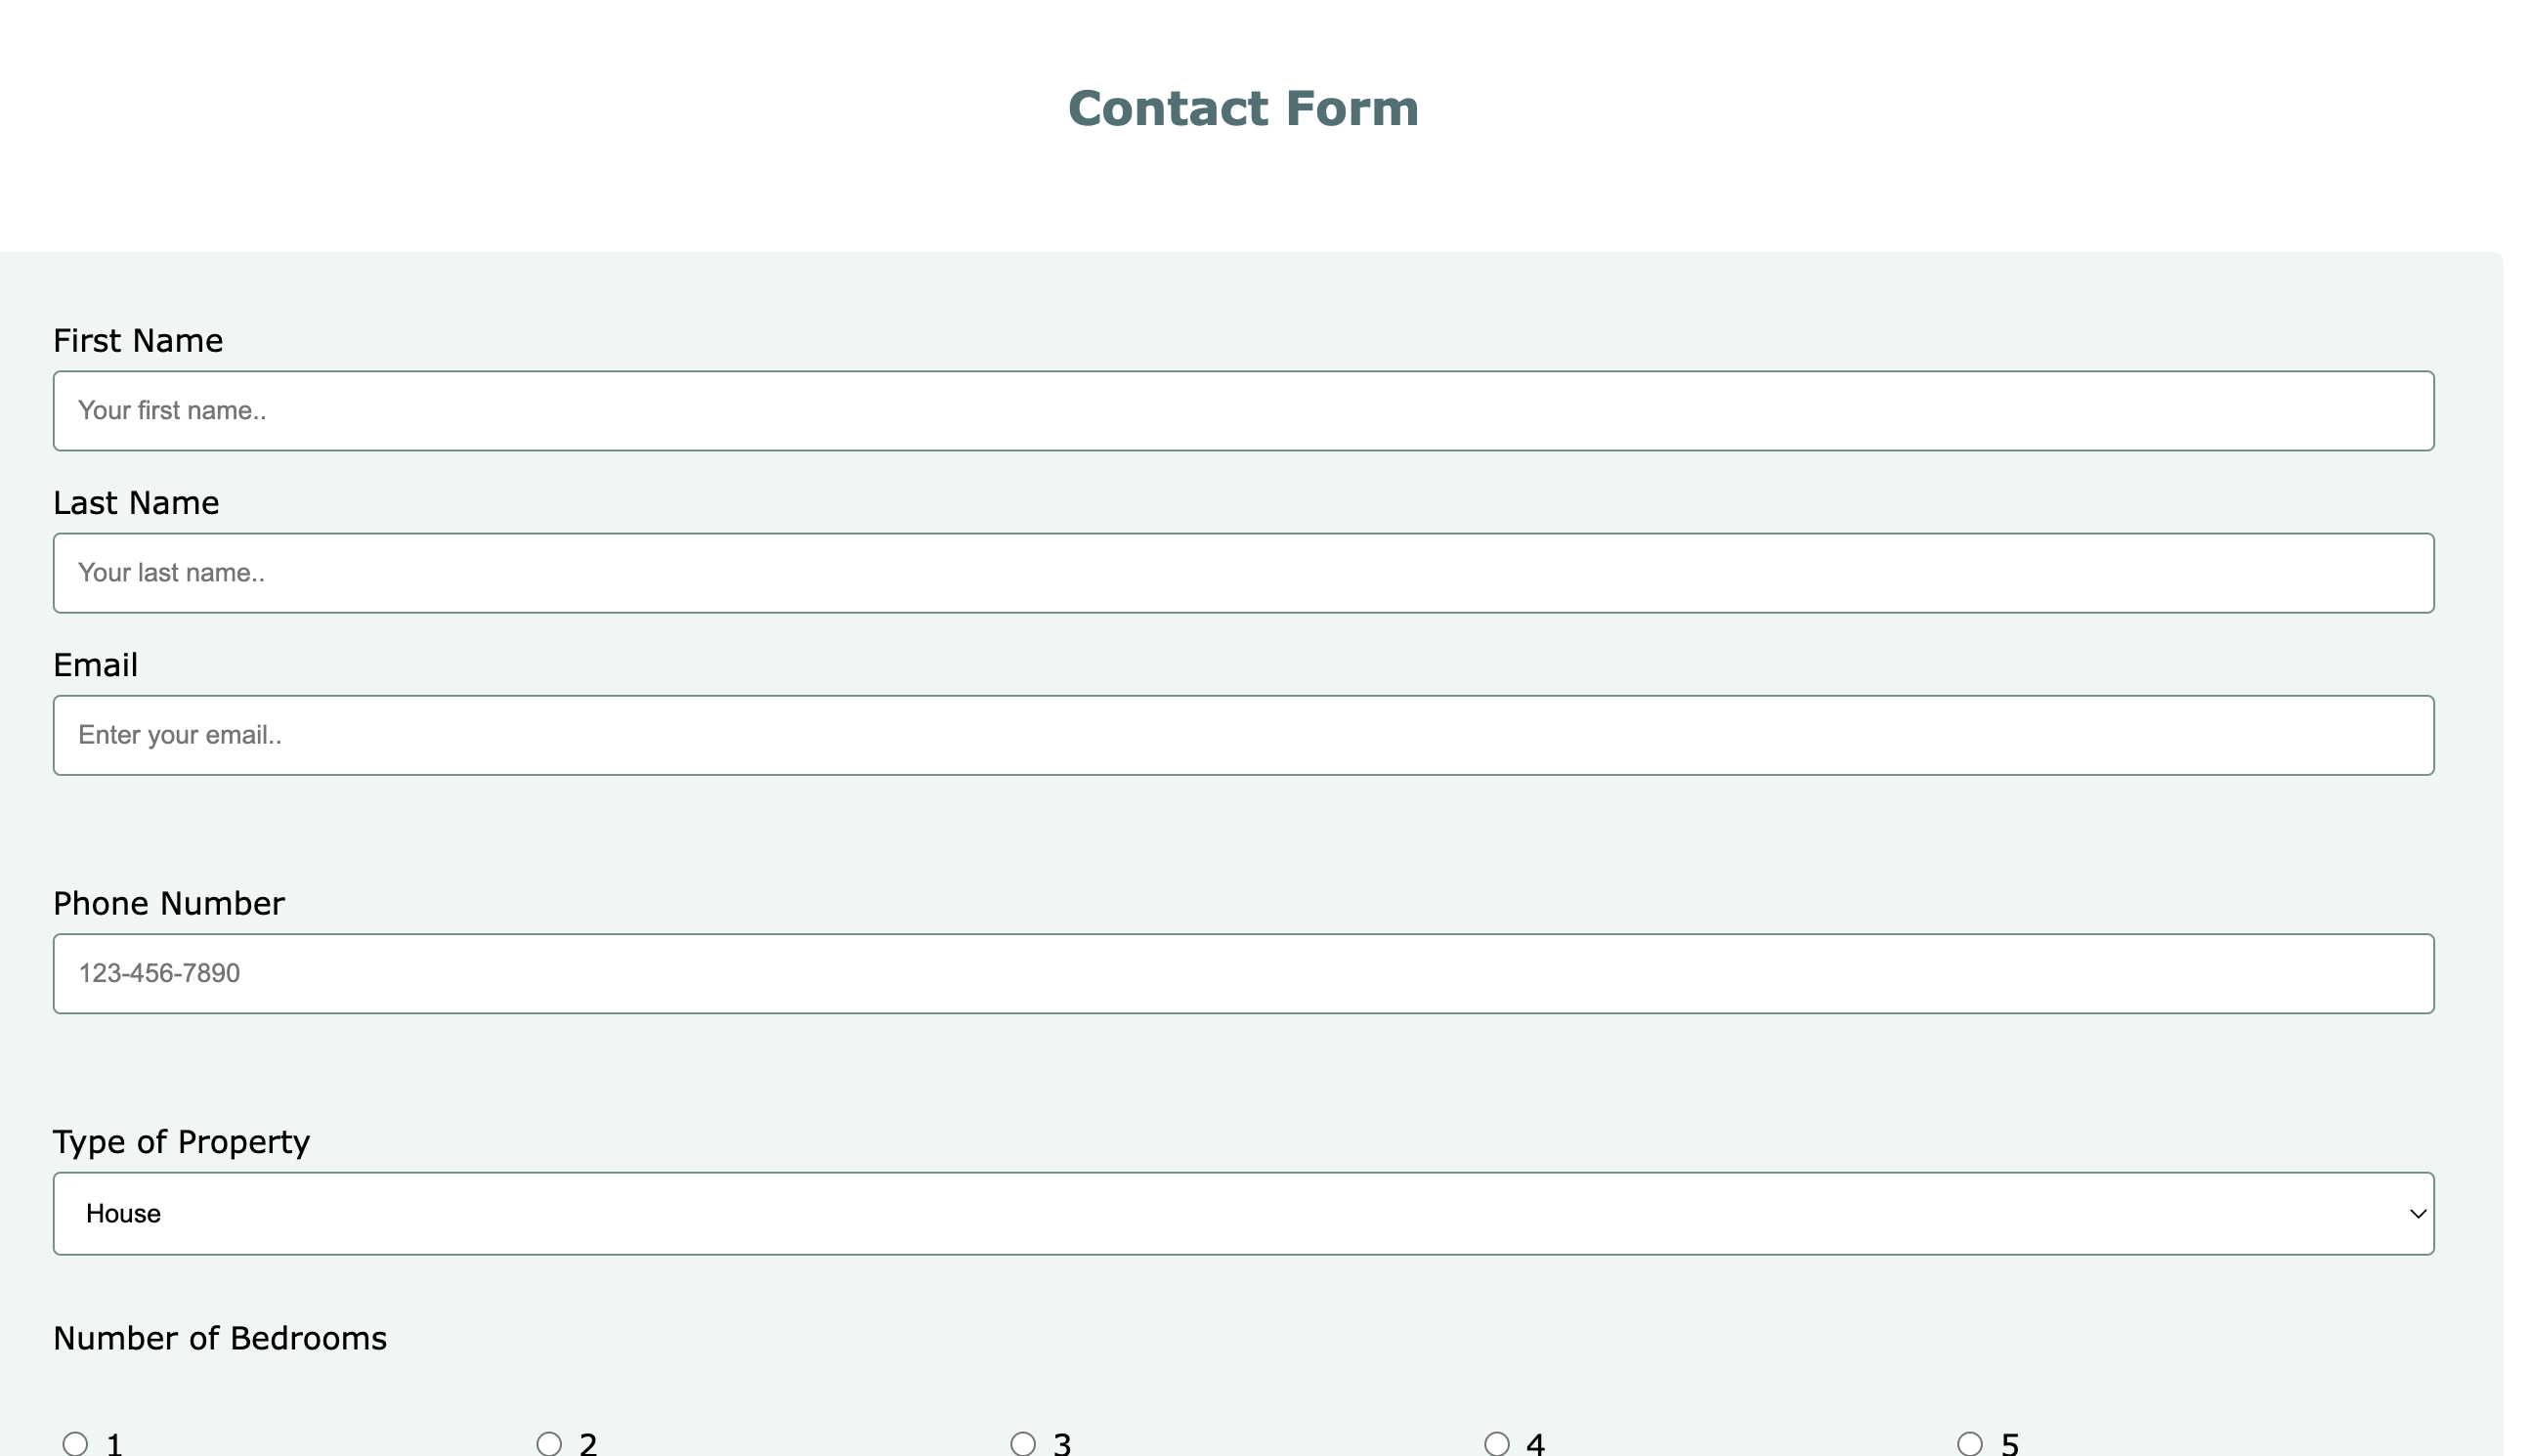 Contact Form
First Name
Your first name..
Last Name
Your last name..
Email
Enter your email..
Phone Number
123-456-7890
Type of Property
House
Number of Bedrooms
1 2 3 4 5